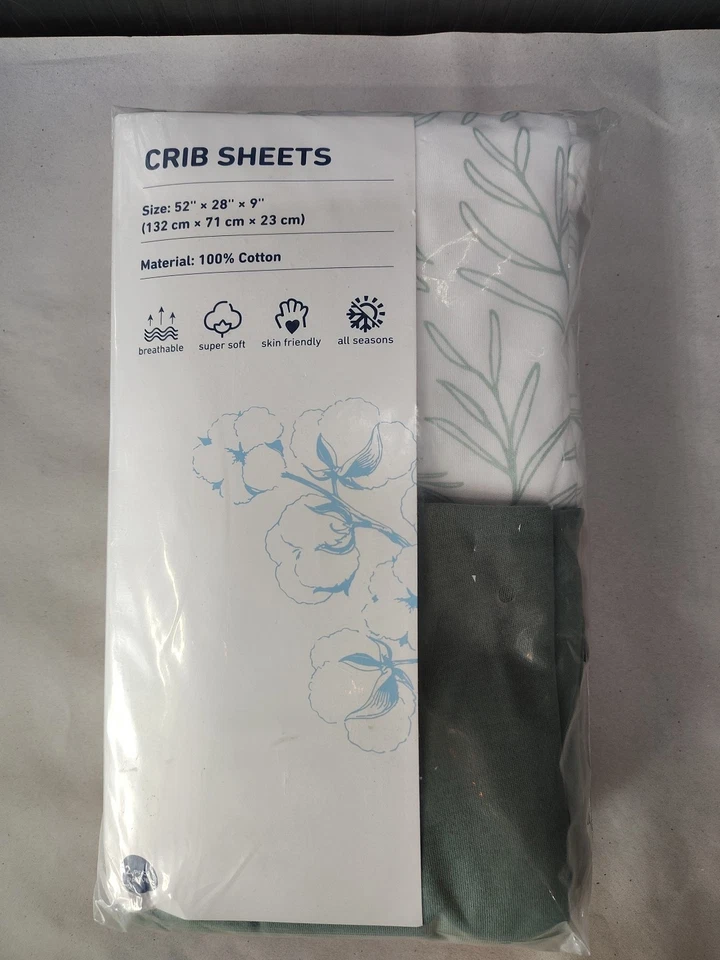 CRIB SHEETS
Size: 52" × 28" × 9"
(132 cm × 71 cm × 23 cm)
Material: 100% Cotton
breathable super soft skin friendly all seasons